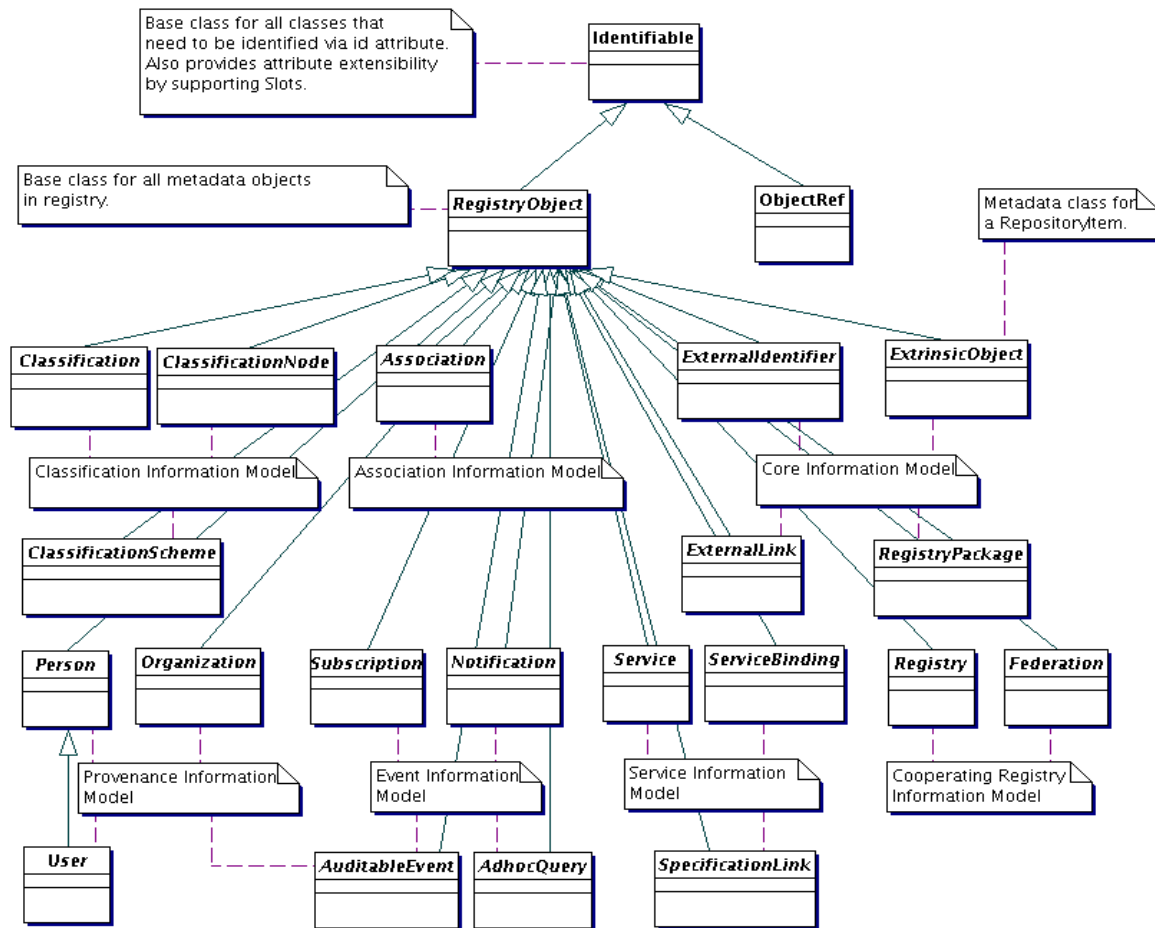 Base class for all classes that
need to be identified via id attribute.
Also provides attribute extensibility
by supporting Slots.
Identifiable
Base class for all metadata objects
in registry.
RegistryObject
ObjectRef
Metadata class for
a RepositoryItem.
Classification
ClassificationNode
Association
ExternalIdentifier
ExtrinsicObject
Classification Information Model
Association Information Model
Core Information Model
ClassificationScheme
ExternalLink
RegistryPackage
Person
Organization
Subscription
Notification
Service
ServiceBinding
Registry
Federation
Provenance Information
Model
Event Information
Model
Service Information
Model
Cooperating Registry
Information Model
User
AuditableEvent
AdhocQuery
SpecificationLink